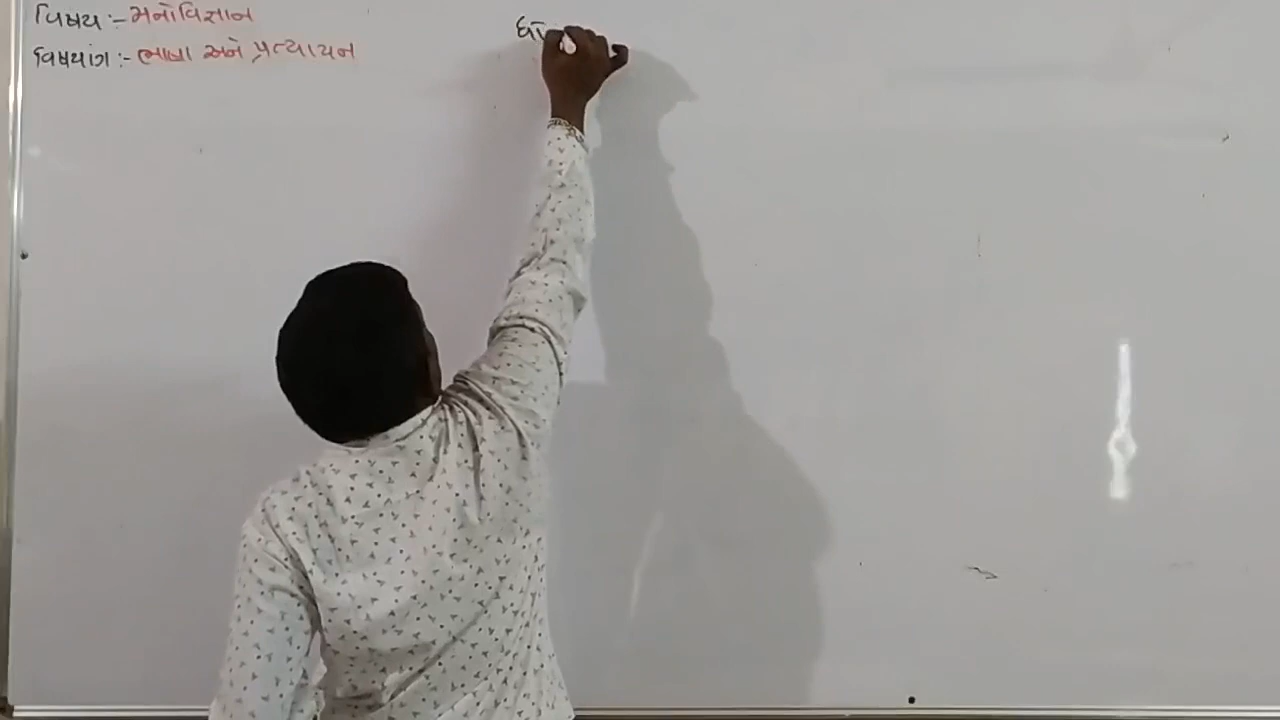 વિષય :- મનોવિજ્ઞાન
વિષયાંગ :- ભાષા અને પ્રત્યાયન